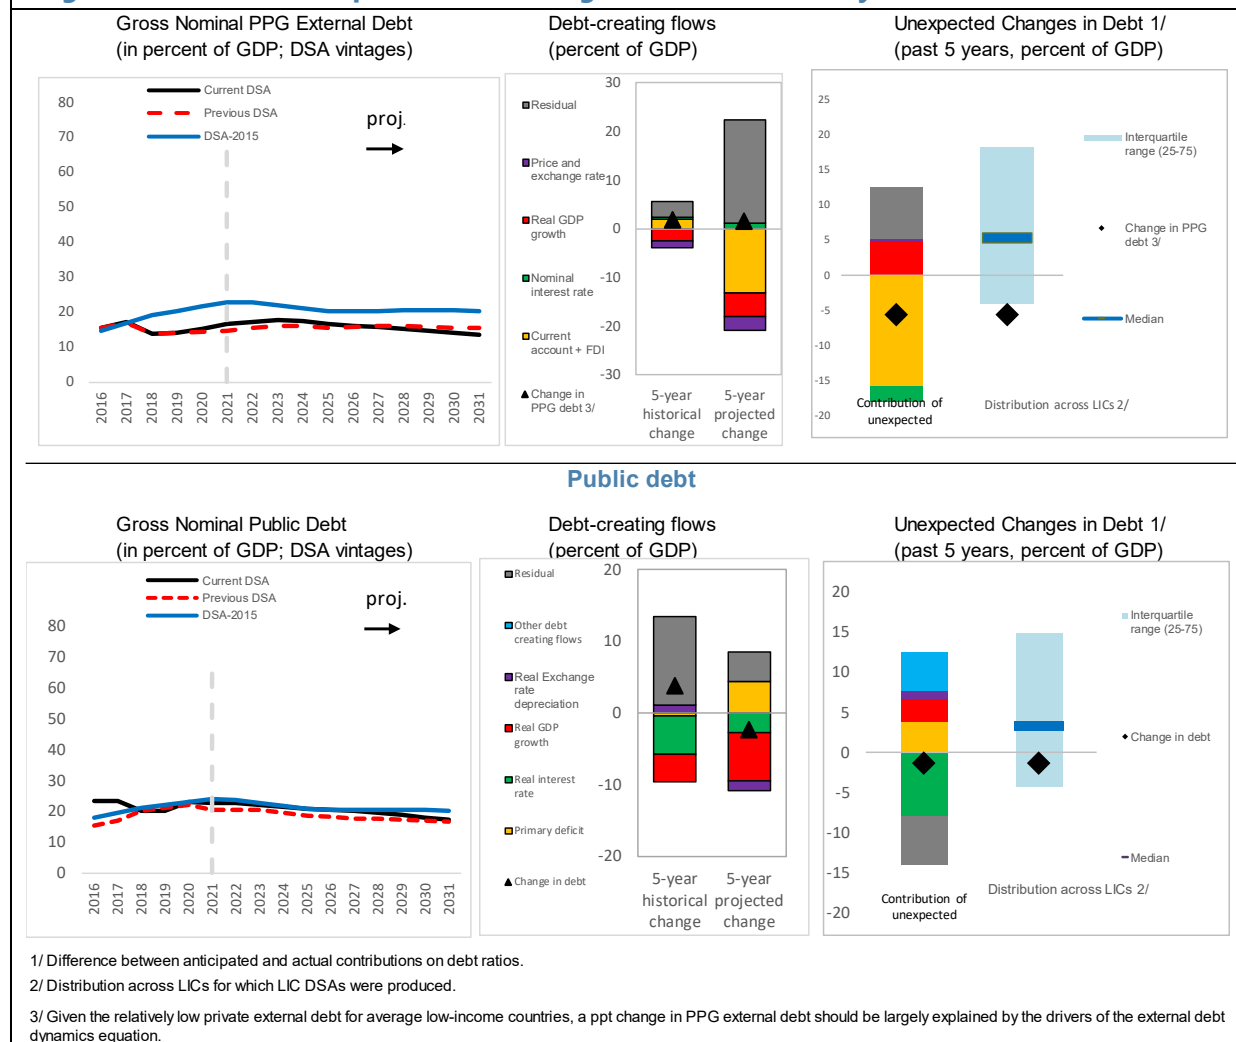 Gross Nominal PPG External Debt
(in percent of GDP; DSA vintages)
Current DSA
Previous DSA
DSA-2015
proj.
80
70
60
50
40
30
20
10
0
2016
2017
2018
2019
2020
2021
2022
2023
2024
2025
2026
2027
2028
2029
2030
2031
Debt-creating flows
(percent of GDP)
Residual
Price and
exchange rate
Real GDP
growth
Nominal
interest rate
Current
account + FDI
Change in
PPG debt 3/
30
20
10
0
-10
-20
-30
5-year
historical
change
5-year
projected
change
Unexpected Changes in Debt 1/
(past 5 years, percent of GDP)
25
20
15
10
5
0
-5
-10
-15
-20
Contribution of
unexpected
Distribution across LICs 2/
Interquartile
range (25-75)
Change in PPG
debt 3/
Median
Public debt
Gross Nominal Public Debt
(in percent of GDP; DSA vintages)
Current DSA
Previous DSA
DSA-2015
proj.
80
70
60
50
40
30
20
10
0
2016
2017
2018
2019
2020
2021
2022
2023
2024
2025
2026
2027
2028
2029
2030
2031
Debt-creating flows
(percent of GDP)
Residual
Other debt
creating flows
Real Exchange
rate
depreciation
Real GDP
growth
Real interest
rate
Primary deficit
Change in debt
20
10
0
-10
-20
5-year
historical
change
5-year
projected
change
Unexpected Changes in Debt 1/
(past 5 years, percent of GDP)
20
15
10
5
0
-5
-10
-15
-20
Contribution of
unexpected
Distribution across LICs 2/
Interquartile
range (25-75)
Change in debt
Median
1/ Difference between anticipated and actual contributions on debt ratios.
2/ Distribution across LICs for which LIC DSAs were produced.
3/ Given the relatively low private external debt for average low-income countries, a ppt change in PPG external debt should be largely explained by the drivers of the external debt
dynamics equation.